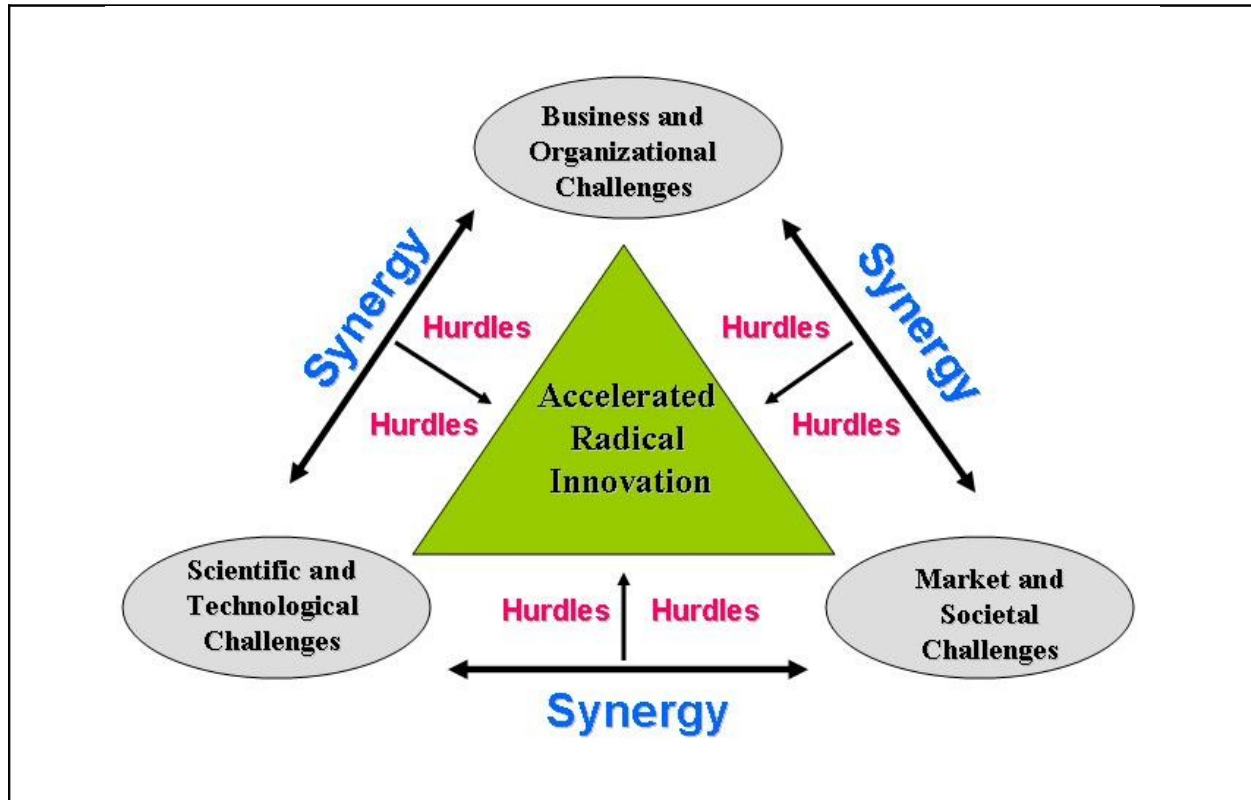 Business and
Organizational
Challenges
Synergy
Synergy
Hurdles
Hurdles
Hurdles
Hurdles
Accelerated
Radical
Innovation
Scientific and
Technological
Challenges
Hurdles
Hurdles
Market and
Societal
Challenges
Synergy